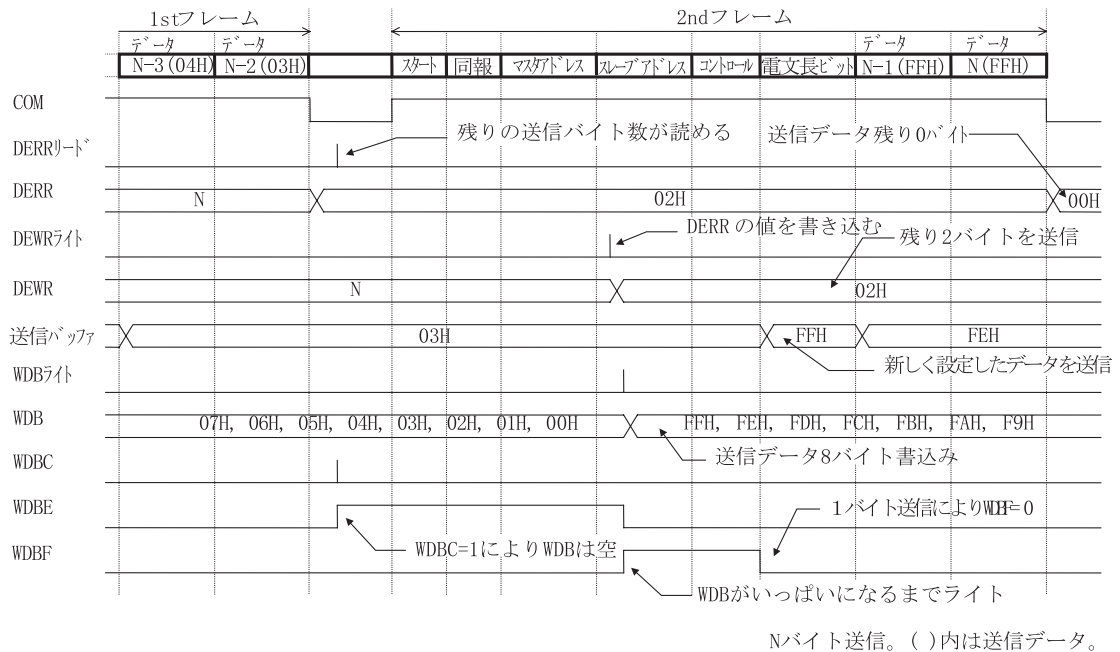 1stフレーム 2ndフレーム
データ データ データ データ
N-3(04H) N-2(03H) スタート 同報 マスタアドレス スレーブアドレス コントロール 電文長ビット N-1(FFH) N(FFH)
COM
残りの送信バイト数が読める
送信データ残り0バイト
DERRリード
DERR N 02H 00H
DERRの値を書き込む
DEWRライト
残り2バイトを送信
DEWR N 02H
送信バッファ 03H FFH FEH
新しく設定したデータを送信
WDBライト
WDB 07H, 06H, 05H, 04H, 03H, 02H, 01H, 00H FFH, FEH, FDH, FCH, FBH, FAH, F9H
送信データ8バイト書込み
WDBC
WDBE
1バイト送信によりWDBF=0
WDBC=1によりWDBは空
WDBF
WDBがいっぱいになるまでライト
Nバイト送信。()内は送信データ。